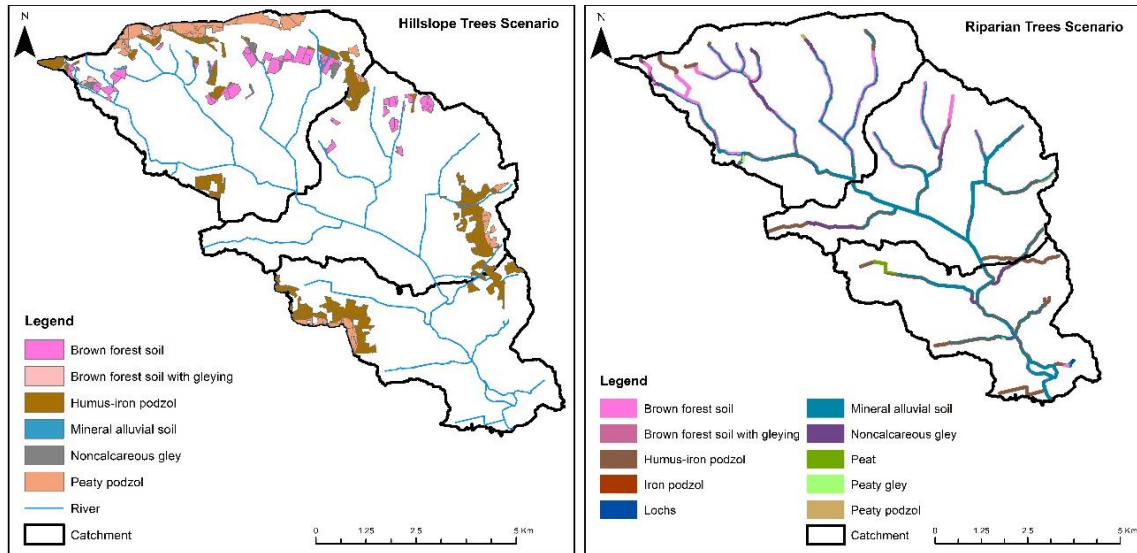 N
Hillslope Trees Scenario
Legend
Brown forest soil
Brown forest soil with gleying
Humus-iron podzol
Mineral alluvial soil
Noncalcareous gley
Peaty podzol
River
Catchment
0 1.25 2.5 5 Km
N
Riparian Trees Scenario
Legend
Brown forest soil
Brown forest soil with gleying
Humus-iron podzol
Iron podzol
Lochs
Mineral alluvial soil
Noncalcareous gley
Peat
Peaty gley
Peaty podzol
Catchment
0 1.25 2.5 5 Km